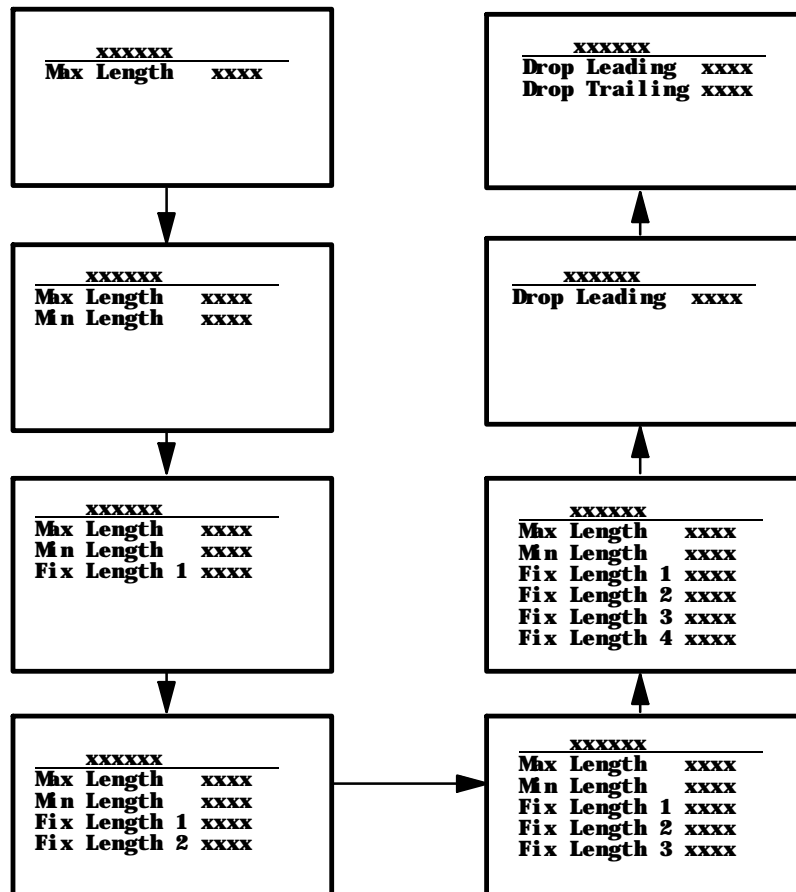 xxxxxx
Max Length xxxx
xxxxxx
Max Length xxxx
Min Length xxxx
xxxxxx
Max Length xxxx
Min Length xxxx
Fix Length 1 xxxx
xxxxxx
Max Length xxxx
Min Length xxxx
Fix Length 1 xxxx
Fix Length 2 xxxx
xxxxxx
Max Length xxxx
Min Length xxxx
Fix Length 1 xxxx
Fix Length 2 xxxx
Fix Length 3 xxxx
xxxxxx
Max Length xxxx
Min Length xxxx
Fix Length 1 xxxx
Fix Length 2 xxxx
Fix Length 3 xxxx
Fix Length 4 xxxx
xxxxxx
Drop Leading xxxx
xxxxxx
Drop Leading xxxx
Drop Trailing xxxx